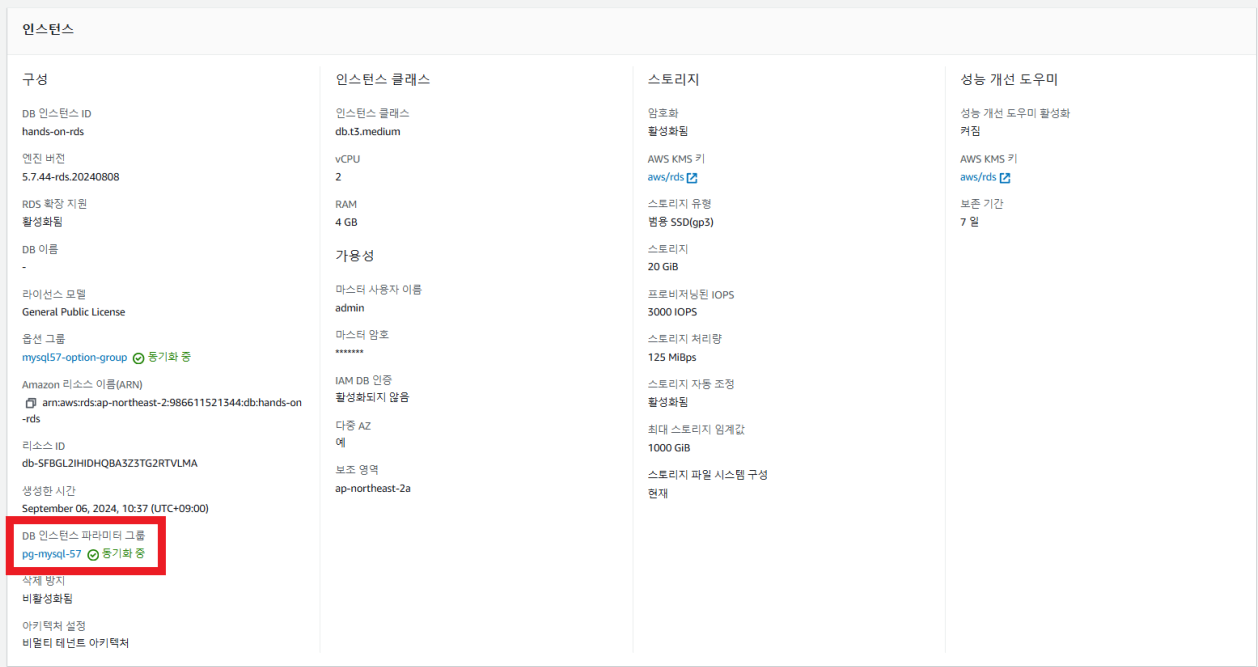 인스턴스
구성
DB 인스턴스 ID
hands-on-rds
엔진 버전
5.7.44-rds.20240808
RDS 확장 지원
활성화됨
DB 이름
-
라이선스 모델
General Public License
옵션 그룹
mysql57-option-group 동기화 중
Amazon 리소스 이름(ARN)
arn:aws:rds:ap-northeast-2:986611521344:db:hands-on
-rds
리소스 ID
db-SFBGL2IHIDHQBA3Z3TG2RTVLMA
생성한 시간
September 06, 2024, 10:37 (UTC+09:00)
DB 인스턴스 파라미터 그룹
pg-mysql-57 동기화 중
삭제 방지
비활성화됨
아키텍처 설정
비멀티 테넌트 아키텍처
인스턴스 클래스
인스턴스 클래스
db.t3.medium
vCPU
2
RAM
4 GB
가용성
마스터 사용자 이름
admin
마스터 암호
*******
IAM DB 인증
활성화되지 않음
다중 AZ
예
보조 영역
ap-northeast-2a
스토리지
암호화
활성화됨
AWS KMS 키
aws/rds
스토리지 유형
범용 SSD(gp3)
스토리지
20 GiB
프로비저닝된 IOPS
3000 IOPS
스토리지 처리량
125 MiBps
스토리지 자동 조정
활성화됨
최대 스토리지 임계값
1000 GiB
스토리지 파일 시스템 구성
현재
성능 개선 도우미
성능 개선 도우미 활성화
켜짐
AWS KMS 키
aws/rds
보존 기간
7 일